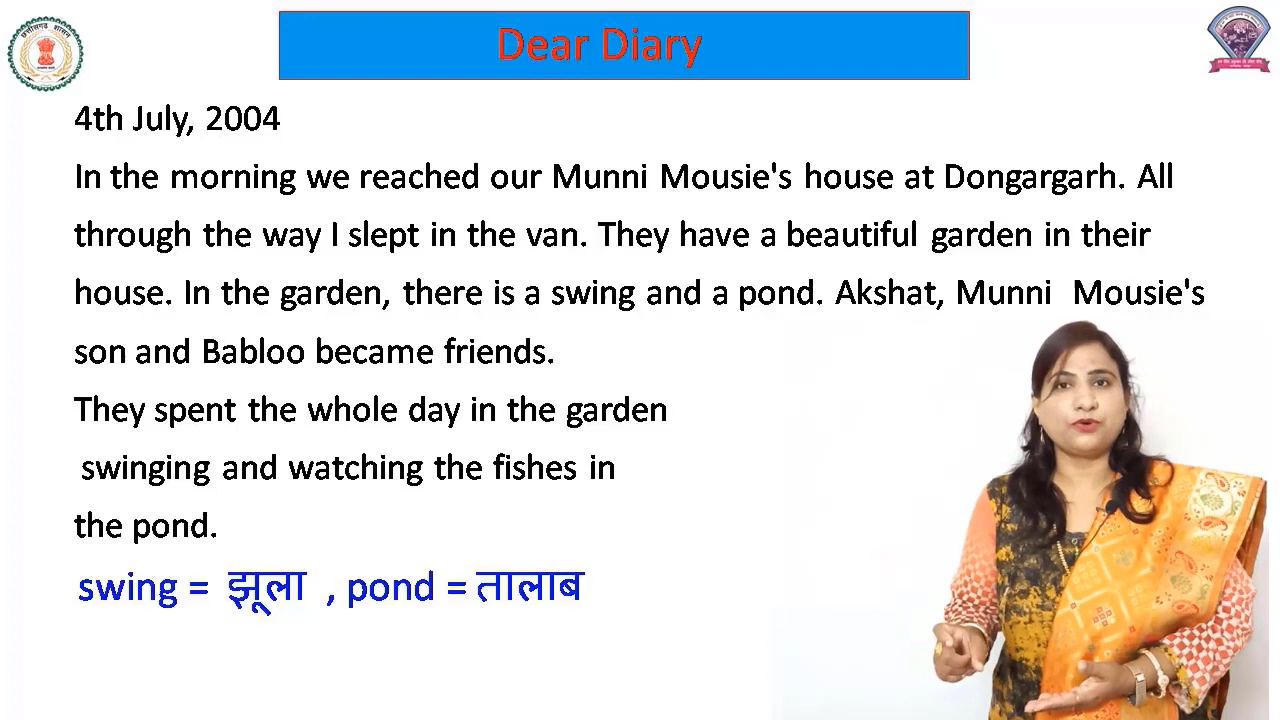 Dear Diary
छत्तीसगढ़ शासन
4th July, 2004
In the morning we reached our Munni Mousie's house at Dongargarh. All
through the way I slept in the van. They have a beautiful garden in their
house. In the garden, there is a swing and a pond. Akshat, Munni Mousie's
son and Babloo became friends.
They spent the whole day in the garden
swinging and watching the fishes in
the pond.
swing = झूला , pond = तालाब